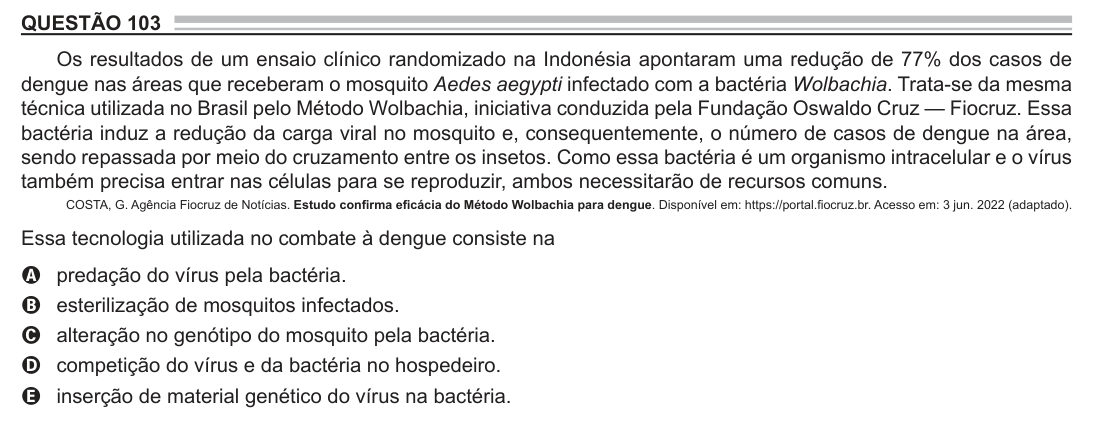 QUESTÃO 103
Os resultados de um ensaio clínico randomizado na Indonésia apontaram uma redução de 77% dos casos de
dengue nas áreas que receberam o mosquito Aedes aegypti infectado com a bactéria Wolbachia. Trata-se da mesma
técnica utilizada no Brasil pelo Método Wolbachia, iniciativa conduzida pela Fundação Oswaldo Cruz — Fiocruz. Essa
bactéria induz a redução da carga viral no mosquito e, consequentemente, o número de casos de dengue na área,
sendo repassada por meio do cruzamento entre os insetos. Como essa bactéria é um organismo intracelular e o vírus
também precisa entrar nas células para se reproduzir, ambos necessitarão de recursos comuns.
COSTA, G. Agência Fiocruz de Notícias. Estudo confirma eficácia do Método Wolbachia para dengue. Disponível em: https://portal.fiocruz.br. Acesso em: 3 jun. 2022 (adaptado).
Essa tecnologia utilizada no combate à dengue consiste na
A predação do vírus pela bactéria.
B esterilização de mosquitos infectados.
C alteração no genótipo do mosquito pela bactéria.
D competição do vírus e da bactéria no hospedeiro.
E inserção de material genético do vírus na bactéria.